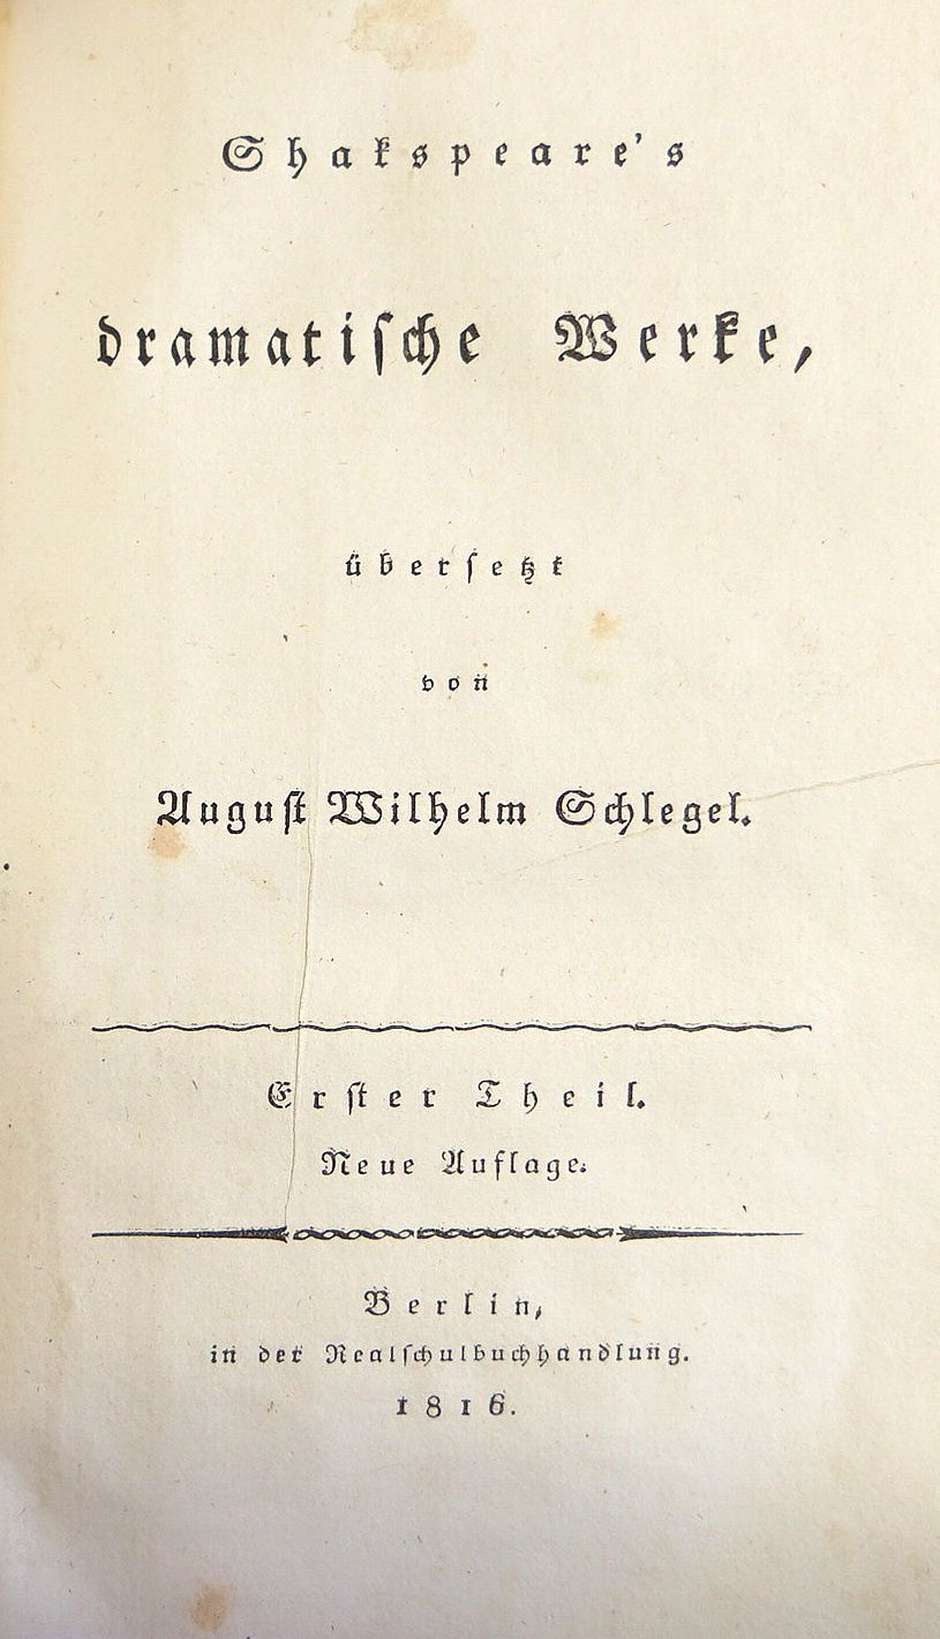 Shakspeare's
dramatische Werke,
übersetzt
von
August Wilhelm Schlegel.
Erster Theil.
Neue Auflage.
Berlin,
in der Realschulbuchhandlung.
1816.